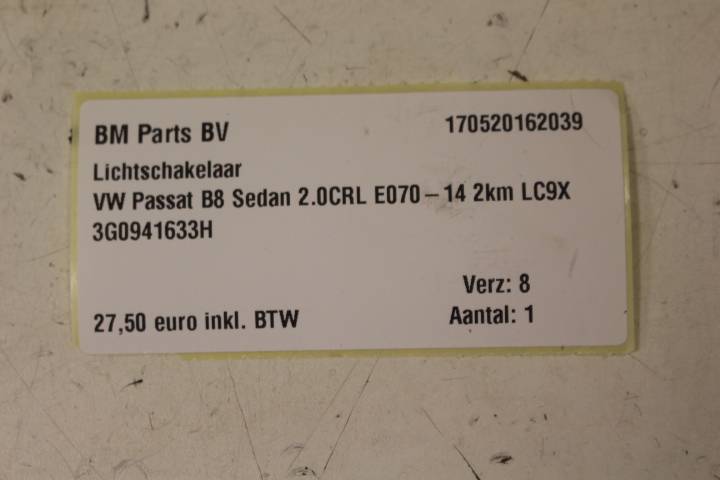 BM Parts BV 170520162039
Lichtschakelaar
VW Passat B8 Sedan 2.0CRL E070 – 14 2km LC9X
3G0941633H
Verz: 8
27,50 euro inkl. BTW Aantal: 1